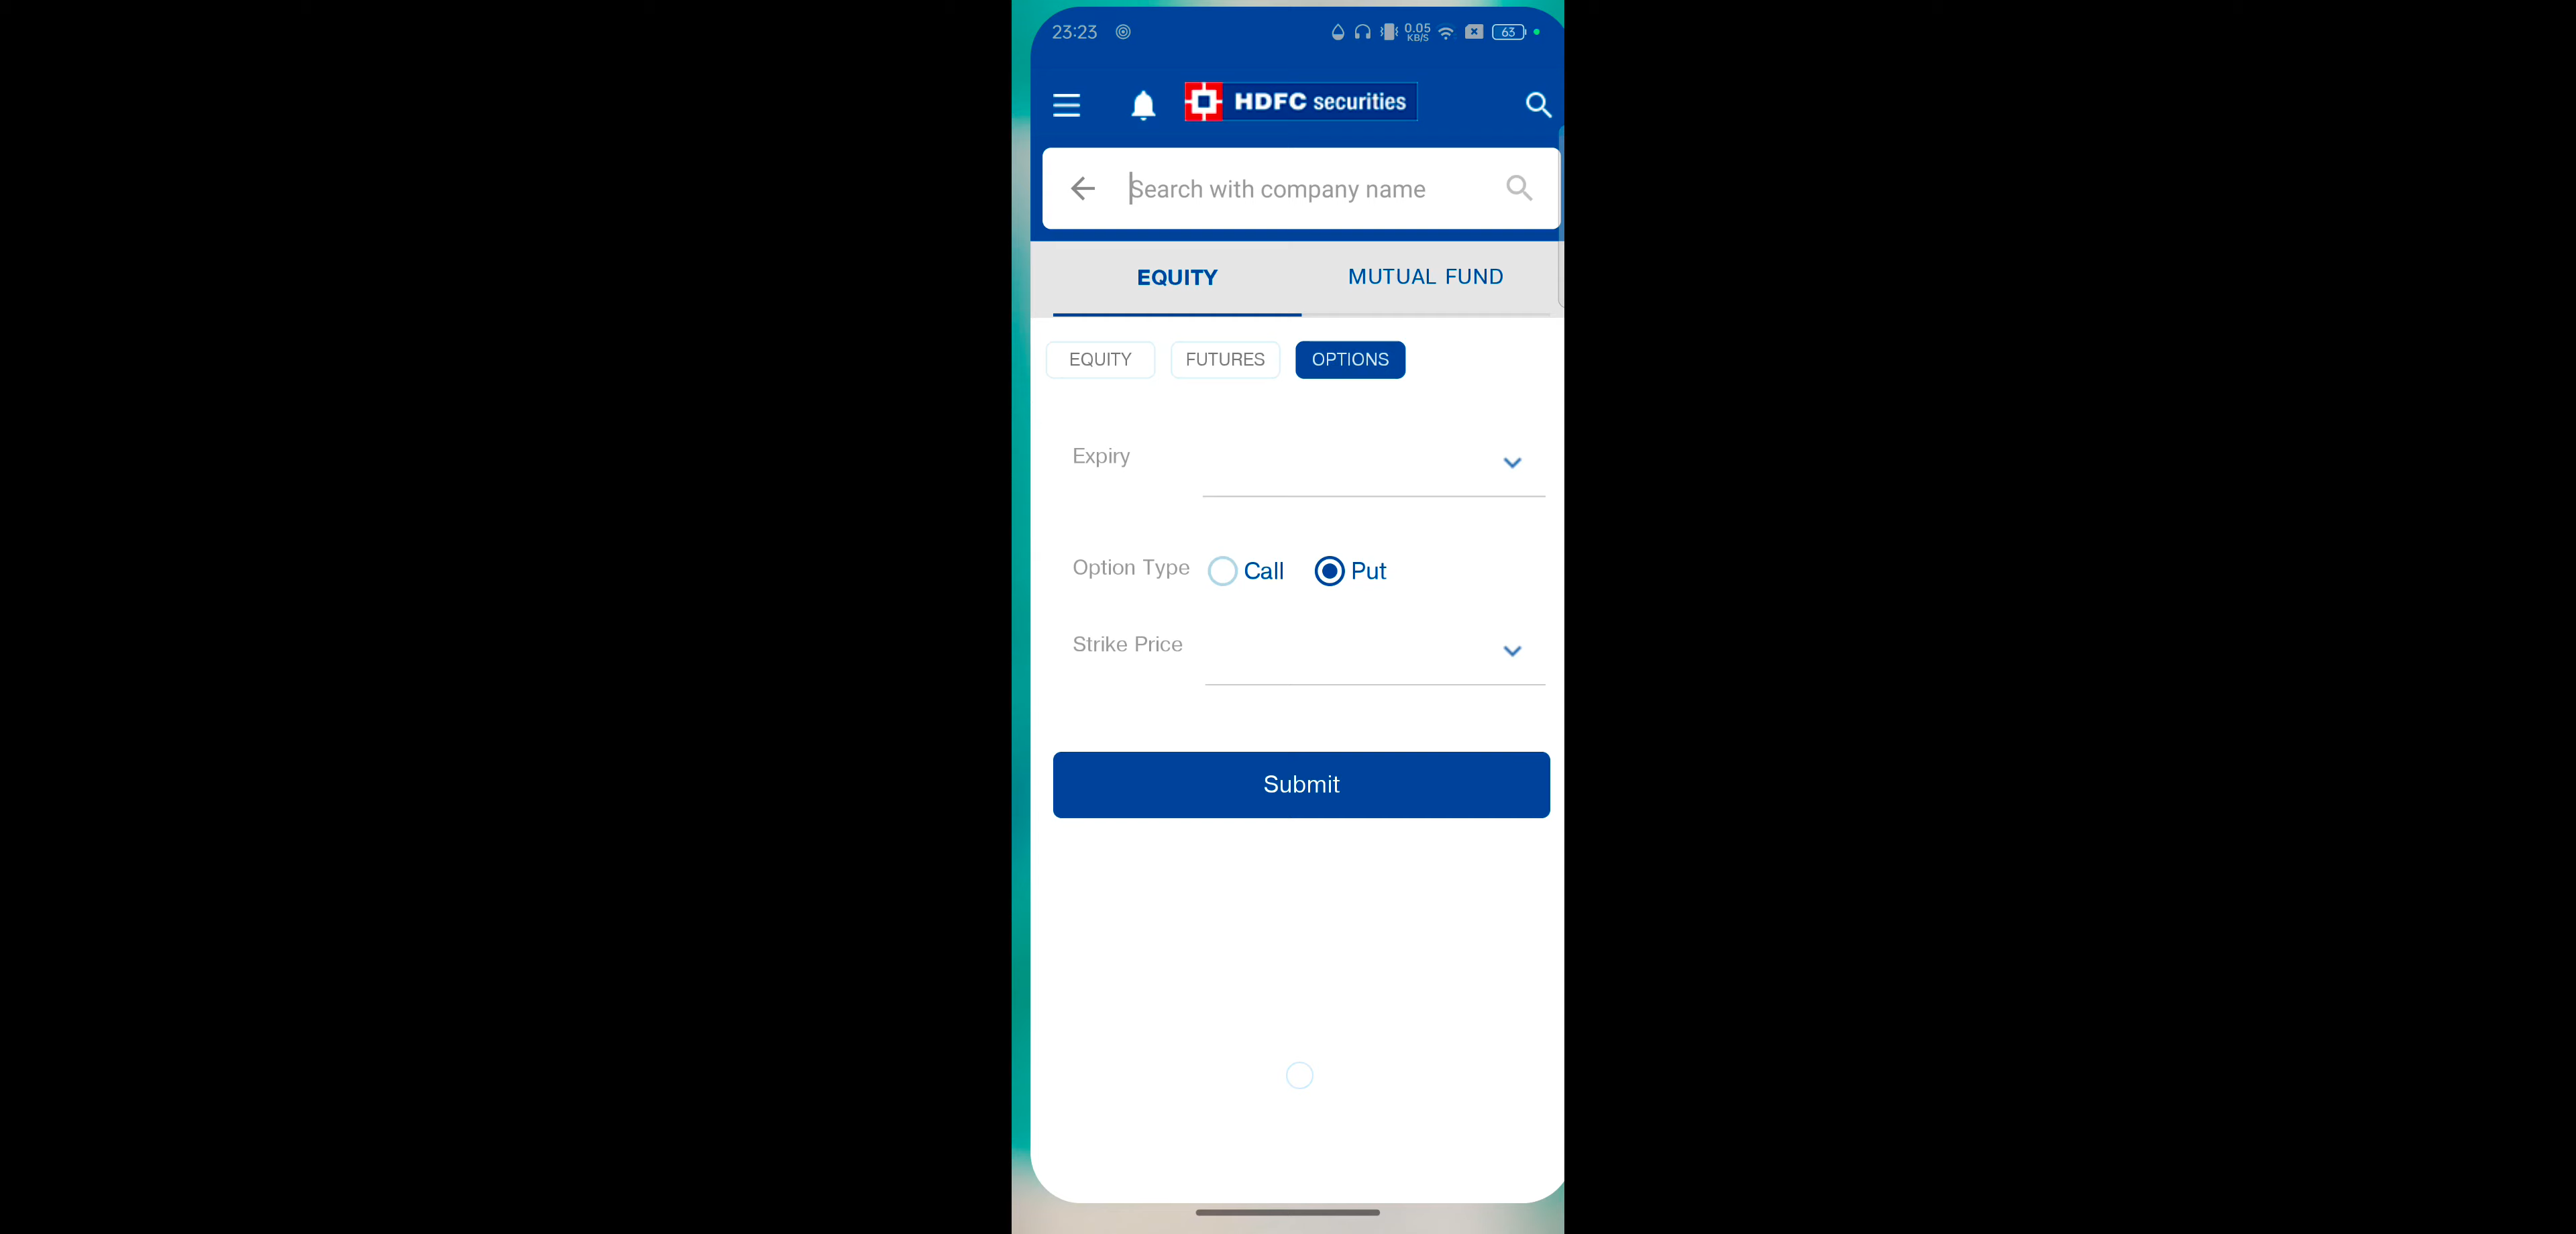 23:23 0.05 KB/S 63
HDFC securities
Search with company name
EQUITY MUTUAL FUND
EQUITY FUTURES OPTIONS
Expiry
Option Type Call Put
Strike Price
Submit